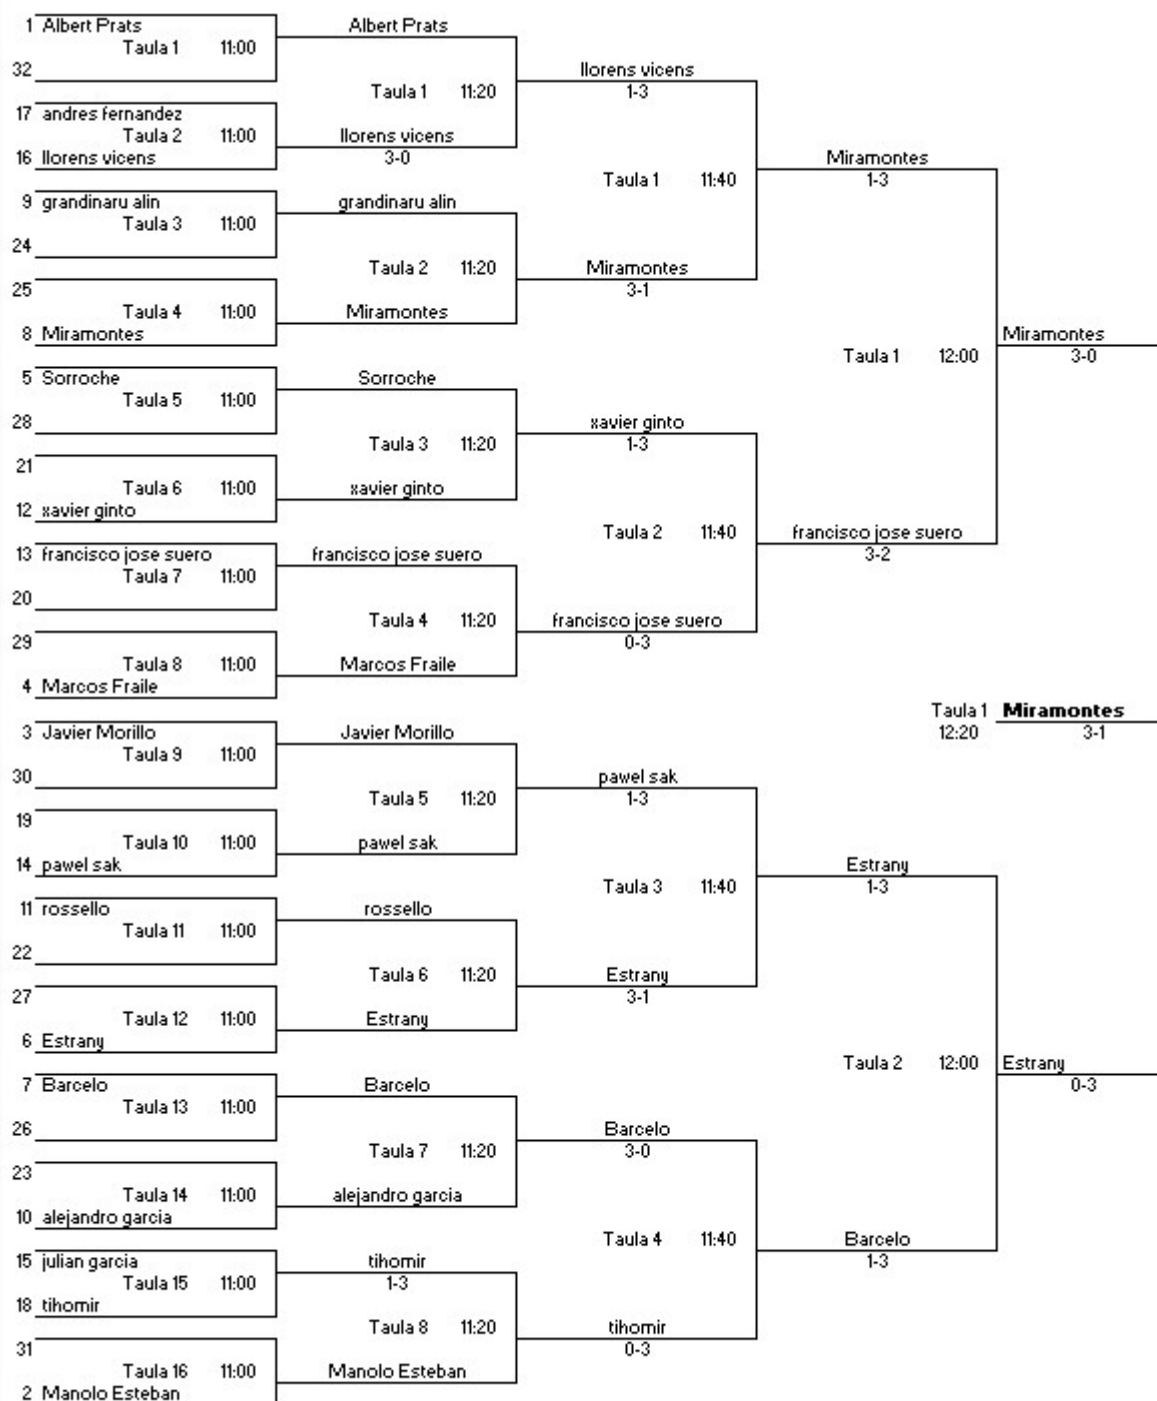 1 Albert Prats
Taula 1 11:00
32
17 andres fernandez
Taula 2 11:00
16 llorens vicens
9 grandinaru alin
Taula 3 11:00
24
25
Taula 4 11:00
8 Miramontes
5 Sorroche
Taula 5 11:00
28
21
Taula 6 11:00
12 xavier ginto
13 francisco jose suero
Taula 7 11:00
20
29
Taula 8 11:00
4 Marcos Fraile
3 Javier Morillo
Taula 9 11:00
30
19
Taula 10 11:00
14 pawel sak
11 rossello
Taula 11 11:00
22
27
Taula 12 11:00
6 Estrany
7 Barcelo
Taula 13 11:00
26
23
Taula 14 11:00
10 alejandro garcia
15 julian garcia
Taula 15 11:00
18 tihomir
31
Taula 16 11:00
2 Manolo Esteban
Albert Prats
Taula 1 11:20
llorens vicens
3-0
grandinaru alin
Taula 2 11:20
Miramontes
Sorroche
Taula 3 11:20
xavier ginto
francisco jose suero
Taula 4 11:20
Marcos Fraile
Javier Morillo
Taula 5 11:20
pawel sak
rossello
Taula 6 11:20
Estrany
Barcelo
Taula 7 11:20
alejandro garcia
tihomir
1-3
Taula 8 11:20
Manolo Esteban
llorens vicens
1-3
Taula 1 11:40
Miramontes
3-1
xavier ginto
1-3
Taula 2 11:40
francisco jose suero
0-3
pawel sak
1-3
Taula 3 11:40
Estrany
3-1
Barcelo
3-0
Taula 4 11:40
tihomir
0-3
Miramontes
1-3
Taula 1 12:00
francisco jose suero
3-2
Estrany
1-3
Taula 2 12:00
Barcelo
1-3
Miramontes
3-0
Taula 1 Miramontes
12:20 3-1
Estrany
0-3